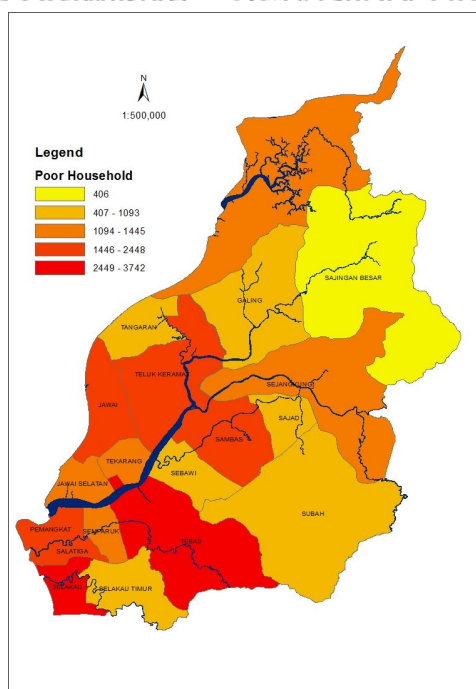 N
1:500,000
Legend
Poor Household
406
407 - 1093
1094 - 1445
1446 - 2448
2449 - 3742
SAJINGAN BESAR
GALING
TANGARAN
TELUK KERAMAT
SEJANGKUNG
JAWAI
SAJAD
SAMBAS
TEKARANG
SEBAWI
JAWAI SELATAN
SUBAH
PEMANGKAT
SEMPARUK
TEBAS
SALATIGA
SELAKAU
SELAKAU TIMUR